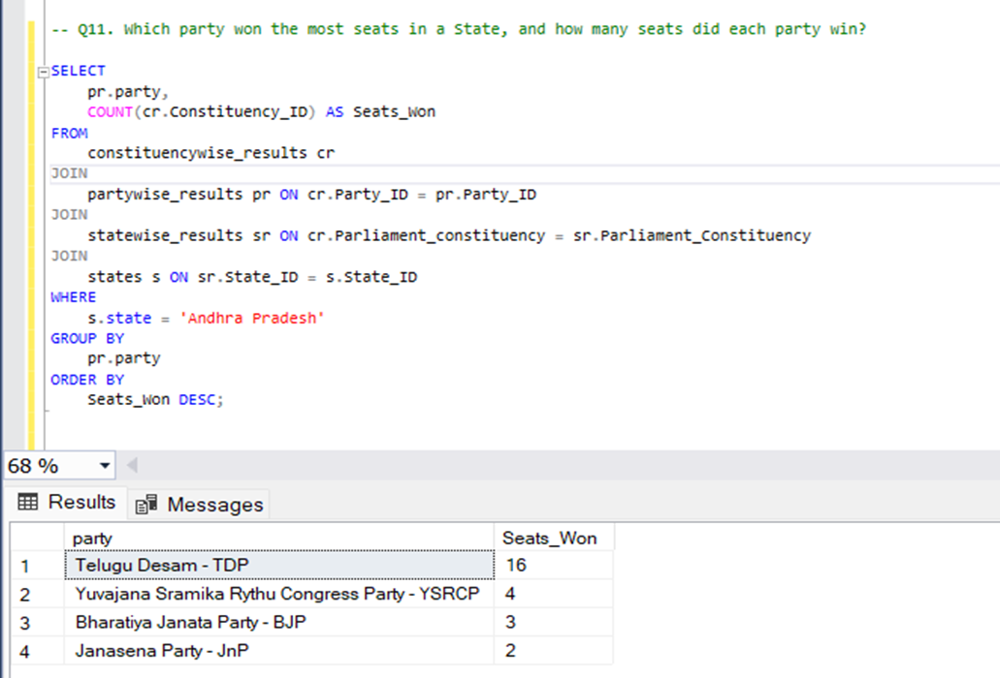 -- Q11. Which party won the most seats in a State, and how many seats did each party win?
SELECT
pr.party,
COUNT(cr.Constituency_ID) AS Seats_Won
FROM
constituencywise_results cr
JOIN
partywise_results pr ON cr.Party_ID = pr.Party_ID
JOIN
statewise_results sr ON cr.Parliament_constituency = sr.Parliament_Constituency
JOIN
states s ON sr.State_ID = s.State_ID
WHERE
s.state = 'Andhra Pradesh'
GROUP BY
pr.party
ORDER BY
Seats_Won DESC;
68 %
Results Messages
party Seats_Won
1 Telugu Desam - TDP 16
2 Yuvajana Sramika Rythu Congress Party - YSRCP 4
3 Bharatiya Janata Party - BJP 3
4 Janasena Party - JnP 2